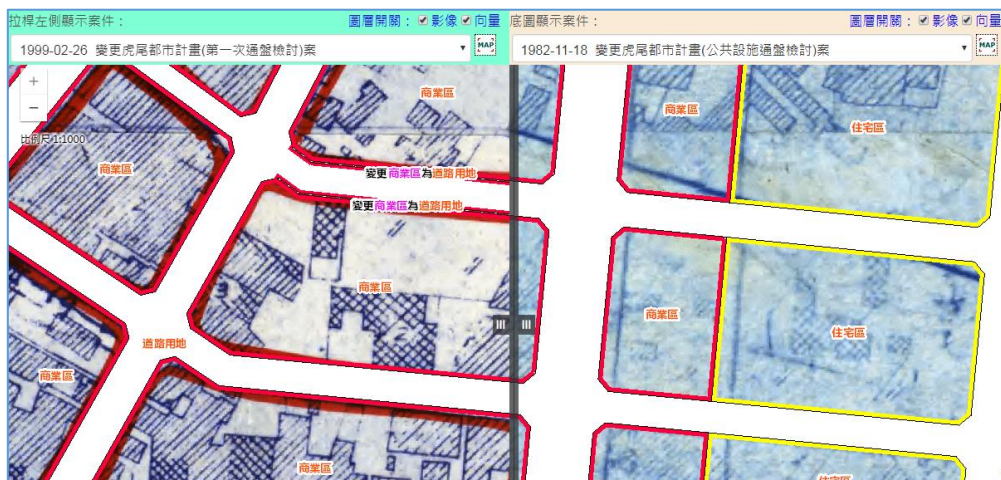 拉桿左側顯示案件：
圖層開關：影像 向量
底圖顯示案件：
圖層開關：影像 向量
1999-02-26 變更虎尾都市計畫(第一次通盤檢討)案
MAP
1982-11-18 變更虎尾都市計畫(公共設施通盤檢討)案
MAP
+
−
比例尺 1:1000
商業區
商業區
住宅區
商業區
變更商業區為道路用地
變更商業區為道路用地
商業區
商業區
住宅區
道路用地
商業區
商業區
住宅區